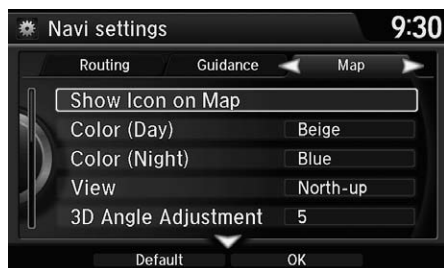 Navi settings 9:30
Routing Guidance Map
Show Icon on Map
Color (Day) Beige
Color (Night) Blue
View North-up
3D Angle Adjustment 5
Default OK